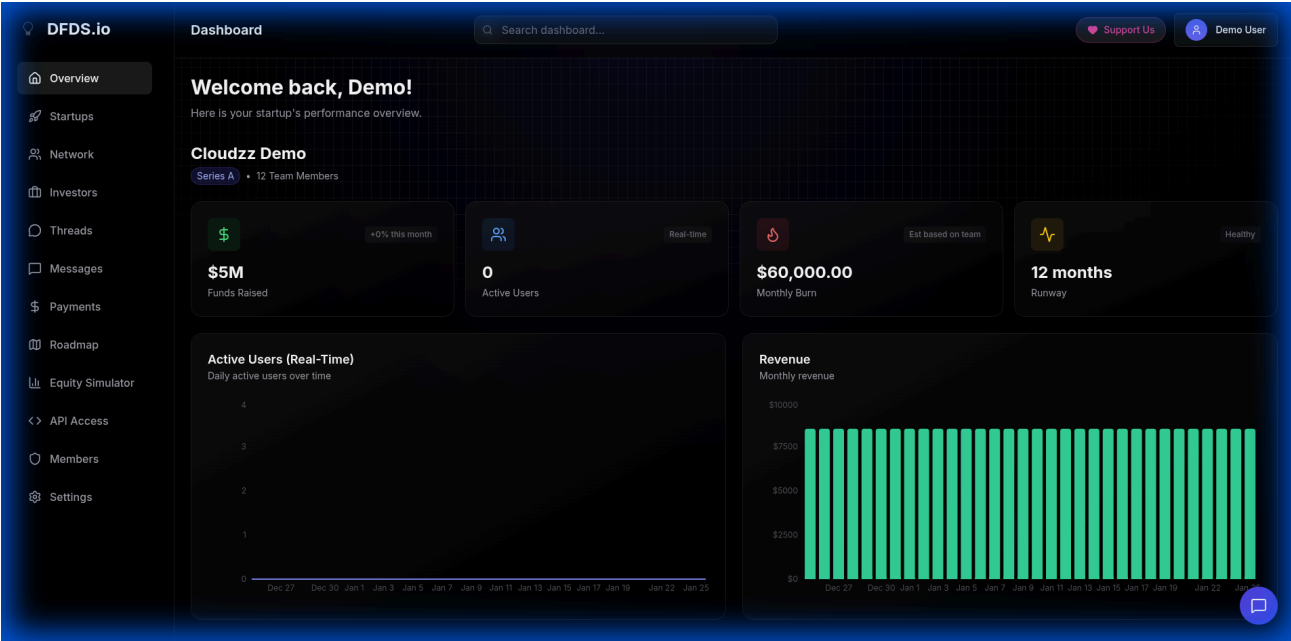 DFDS.io
Dashboard
Search dashboard...
Support Us
Demo User
Overview
Startups
Network
Investors
Threads
Messages
Payments
Roadmap
Equity Simulator
API Access
Members
Settings
Welcome back, Demo!
Here is your startup's performance overview.
Cloudzz Demo
Series A • 12 Team Members
+0% this month
$5M
Funds Raised
Real-time
0
Active Users
Est based on team
$60,000.00
Monthly Burn
Healthy
12 months
Runway
Active Users (Real-Time)
Daily active users over time
4
3
2
1
0
Dec 27 Dec 30 Jan 1 Jan 3 Jan 5 Jan 7 Jan 9 Jan 11 Jan 13 Jan 15 Jan 17 Jan 19 Jan 22 Jan 25
Revenue
Monthly revenue
$10000
$7500
$5000
$2500
$0
Dec 27 Dec 30 Jan 1 Jan 3 Jan 5 Jan 7 Jan 9 Jan 11 Jan 13 Jan 15 Jan 17 Jan 19 Jan 22 Jan